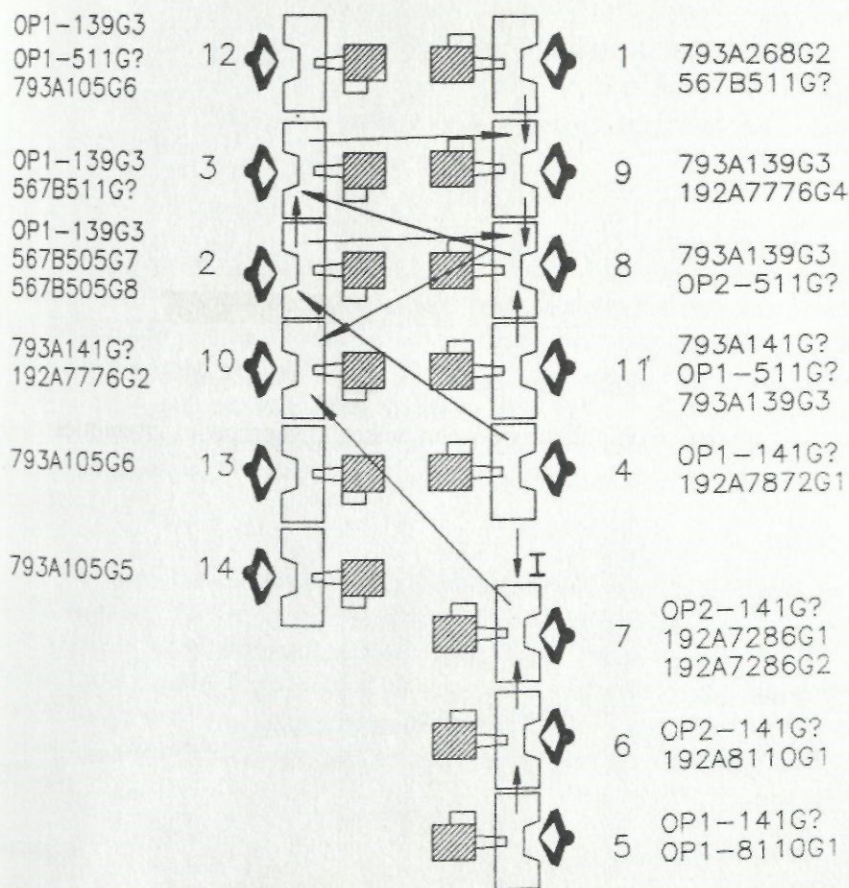 OP1-139G3
OP1-511G?
793A105G6
12
1
793A268G2
567B511G?
OP1-139G3
567B511G?
3
9
793A139G3
192A7776G4
OP1-139G3
567B505G7
567B505G8
2
8
793A139G3
OP2-511G?
793A141G?
192A7776G2
10
11'
793A141G?
OP1-511G?
793A139G3
793A105G6
13
4
OP1-141G?
192A7872G1
793A105G5
14
I
7
OP2-141G?
192A7286G1
192A7286G2
6
OP2-141G?
192A8110G1
5
OP1-141G?
OP1-8110G1